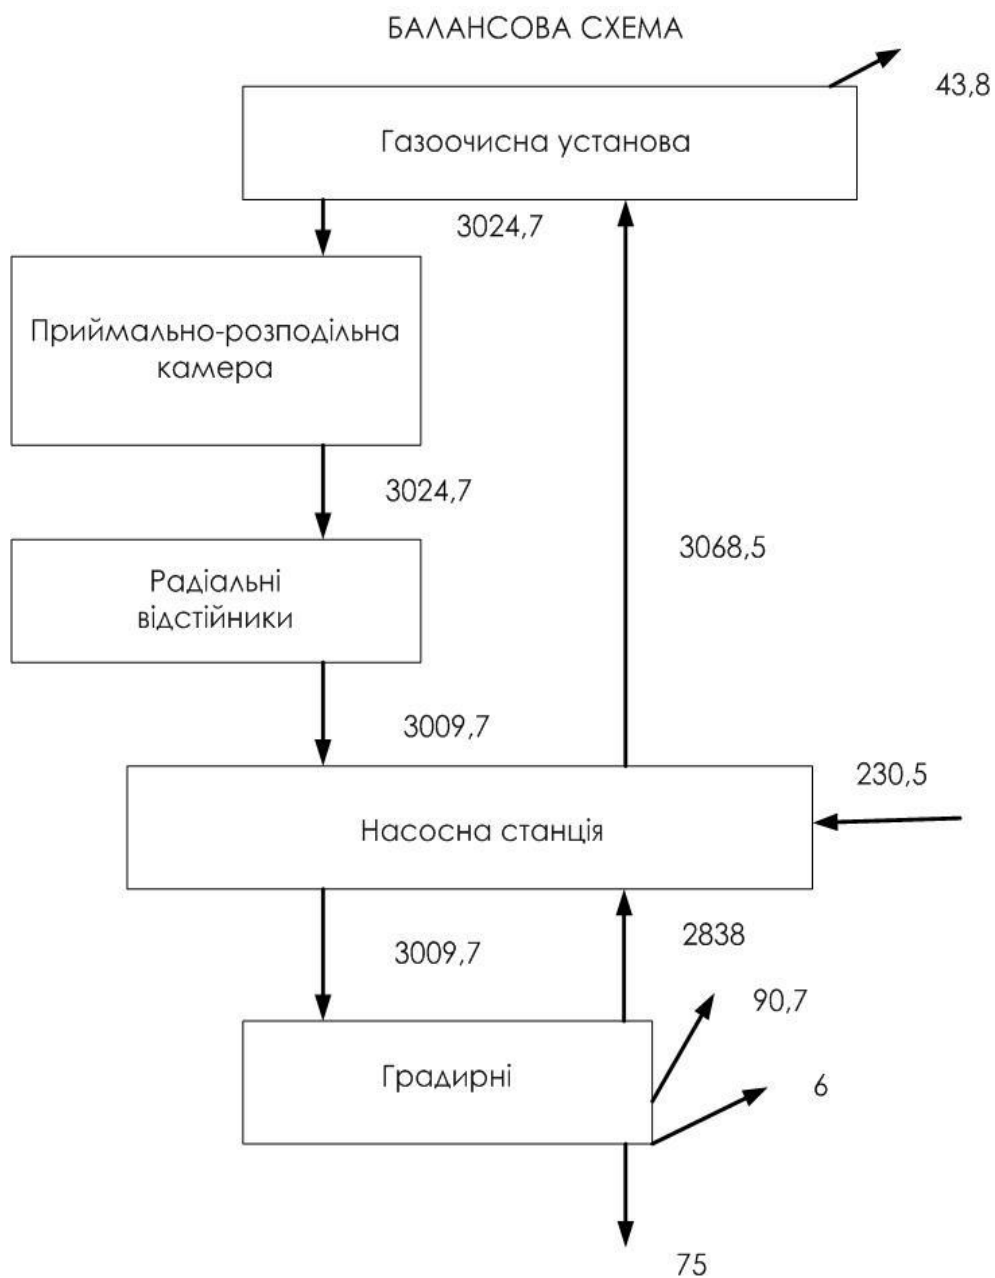 БАЛАНСОВА СХЕМА
43,8
Газоочисна установа
3024,7
Приймально-розподільна
камера
3024,7
3068,5
Радіальні
відстійники
3009,7
230,5
Насосна станція
3009,7
2838
90,7
Градирні
6
75